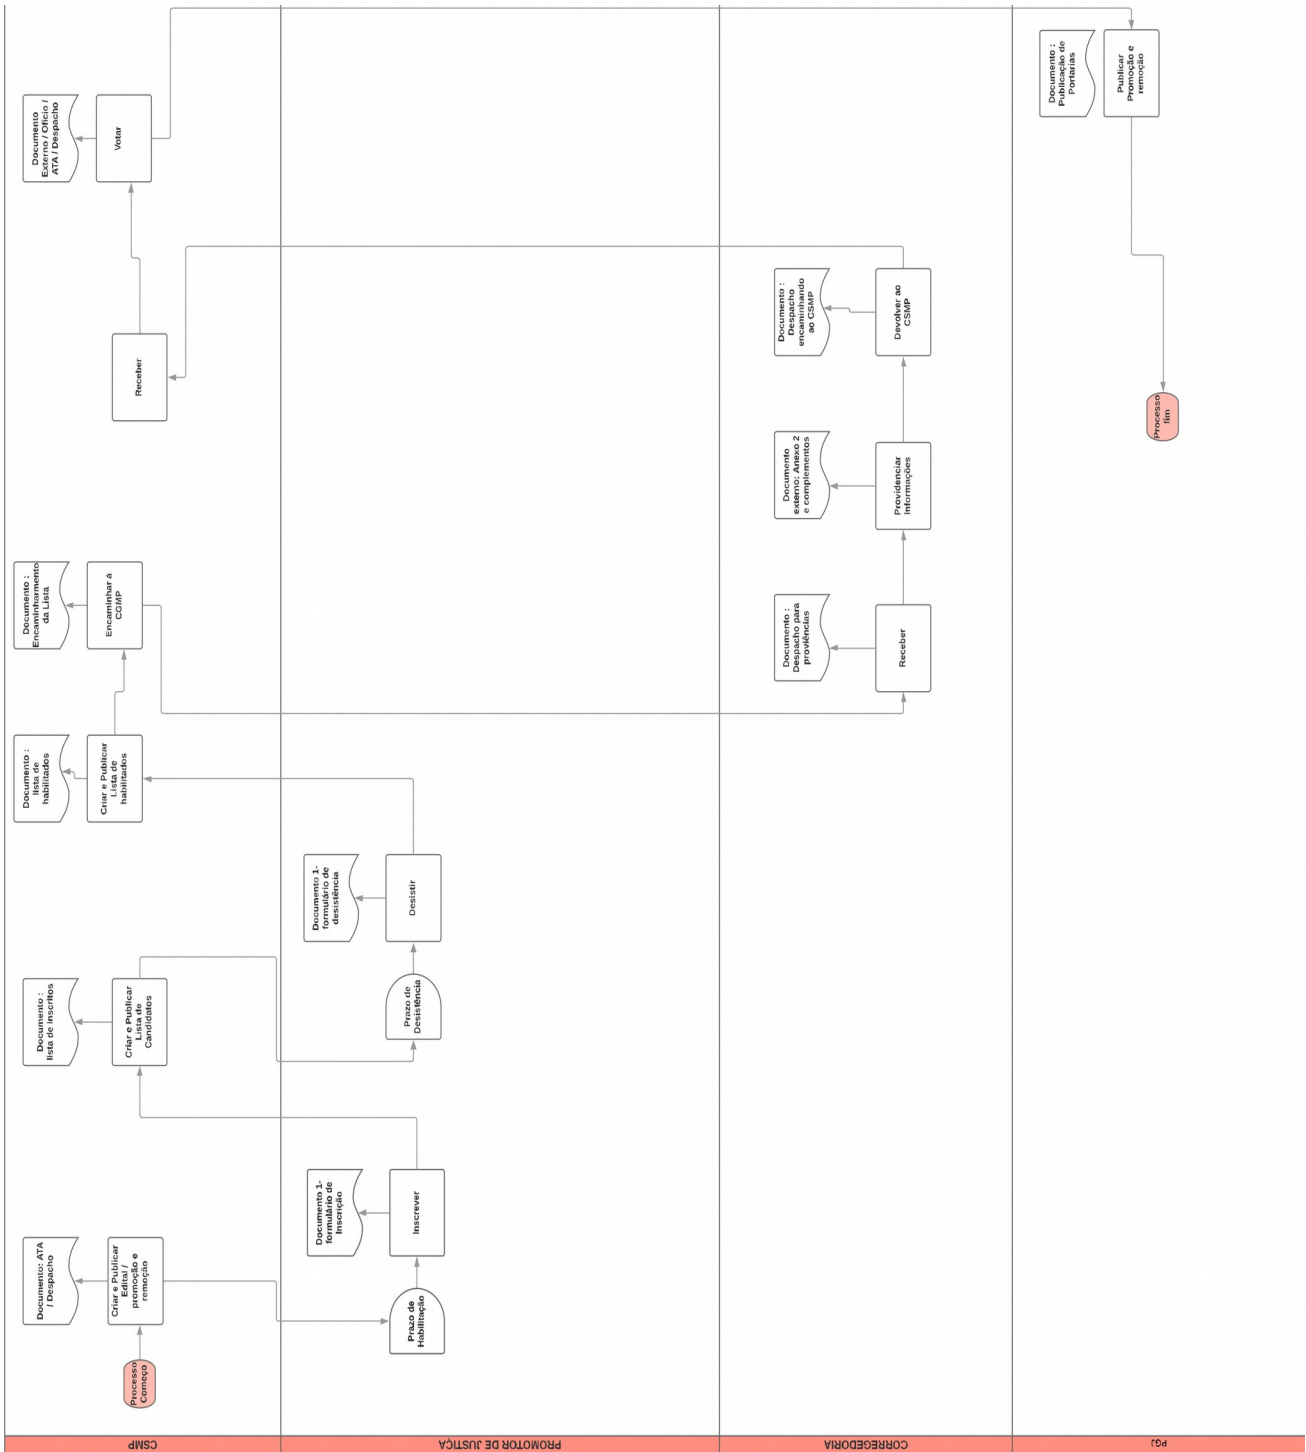 CSMP
Processo
Começo
Criar e Publicar
Edital /
promoção e
remoção
Documento: ATA
/ Despacho
Criar e Publicar
Lista de
Candidatos
Documento :
lista de inscritos
Criar e Publicar
Lista de
habilitados
Documento :
lista de
habilitados
Encaminhar á
CGMP
Documento :
Encaminharmento
da Lista
Receber
Votar
Documento
Externo / Ofício /
ATA / Despacho
PROMOTOR DE JUSTIÇA
Prazo de
Habilitação
Inscrever
Documento 1-
formulário de
Inscrição
Prazo de
Desistência
Desistir
Documento 1-
formulário de
desistência
CORREGEDORIA
Receber
Documento :
Despacho para
proviências
Providenciar
Informações
Documento
externo: Anexo 2
e complementos
Devolver ao
CSMP
Documento :
Despacho
encaminhando
ao CSMP
PGJ
Publicar
Promoção e
remoção
Documento :
Publicação de
Portarias
Processo
fim